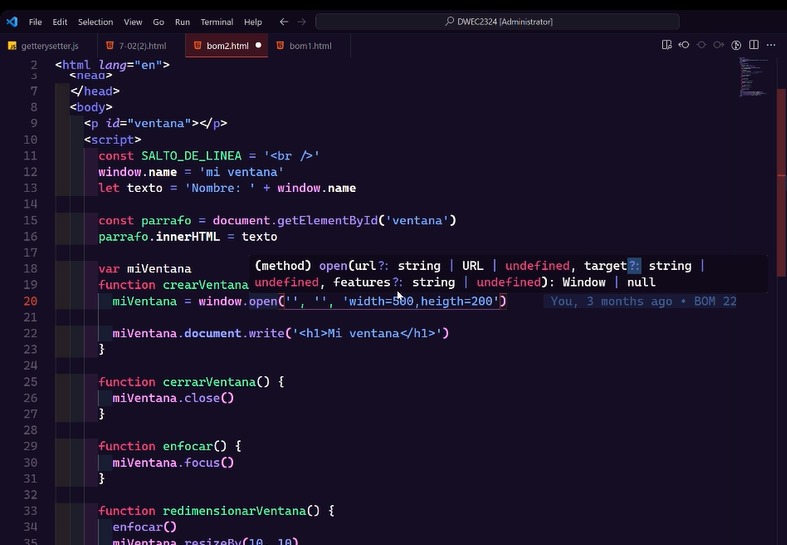 File Edit Selection View Go Run Terminal Help DWEC2324 [Administrator]
getterysetter.js 7-02(2).html bom2.html bom1.html
2 <html lang="en">
3 <head>
7 </head>
8 <body>
9 <p id="ventana"></p>
10 <script>
11 const SALTO_DE_LINEA = '<br />'
12 window.name = 'mi ventana'
13 let texto = 'Nombre: ' + window.name
14
15 const parrafo = document.getElementById('ventana')
16 parrafo.innerHTML = texto
17
(method) open(url?: string | URL | undefined, target?: string |
18 var miVentana
undefined, features?: string | undefined): Window | null
19 function crearVentana
20 miVentana = window.open('', '', 'width=500,heigth=200') You, 3 months ago • BOM 22
21
22 miVentana.document.write('<h1>Mi ventana</h1>')
23 }
24
25 function cerrarVentana() {
26 miVentana.close()
27 }
28
29 function enfocar() {
30 miVentana.focus()
31 }
32
33 function redimensionarVentana() {
34 enfocar()
35 miVentana.resizeBy(10, 10)